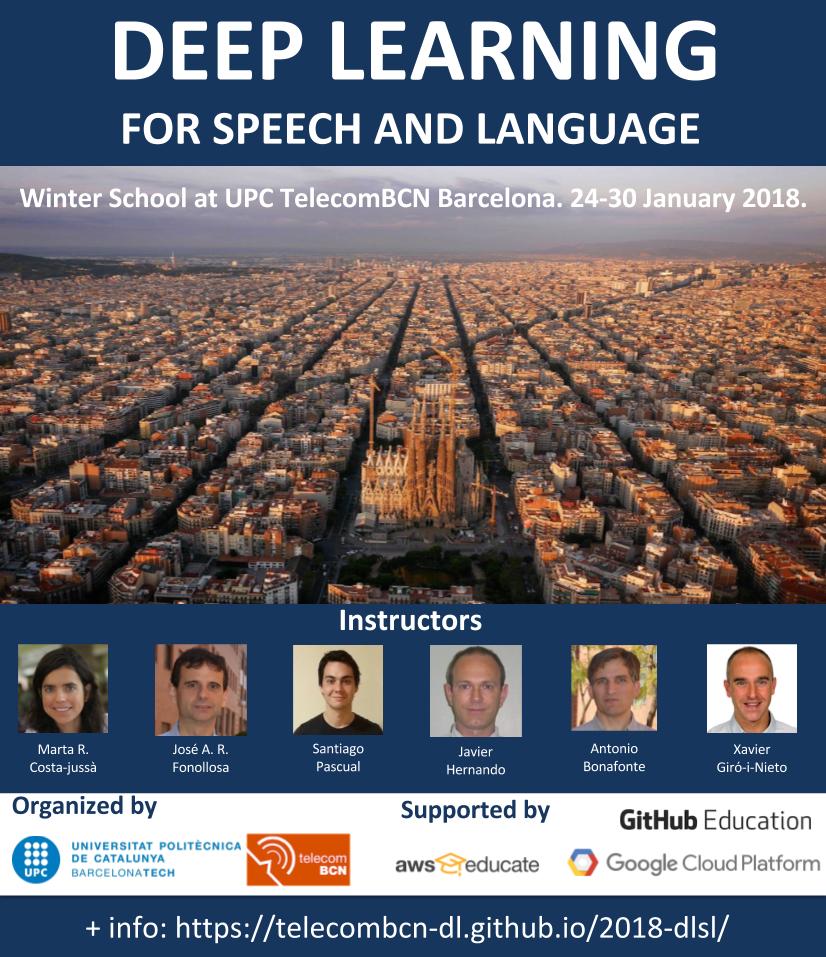 DEEP LEARNING
FOR SPEECH AND LANGUAGE
Winter School at UPC TelecomBCN Barcelona. 24-30 January 2018.
Instructors
Marta R.
Costa-jussà
José A. R.
Fonollosa
Santiago
Pascual
Javier
Hernando
Antonio
Bonafonte
Xavier
Giró-i-Nieto
Organized by
UPC
UNIVERSITAT POLITÈCNICA
DE CATALUNYA
BARCELONATECH
telecom
BCN
Supported by
GitHub Education
aws educate
Google Cloud Platform
+ info: https://telecombcn-dl.github.io/2018-dlsl/